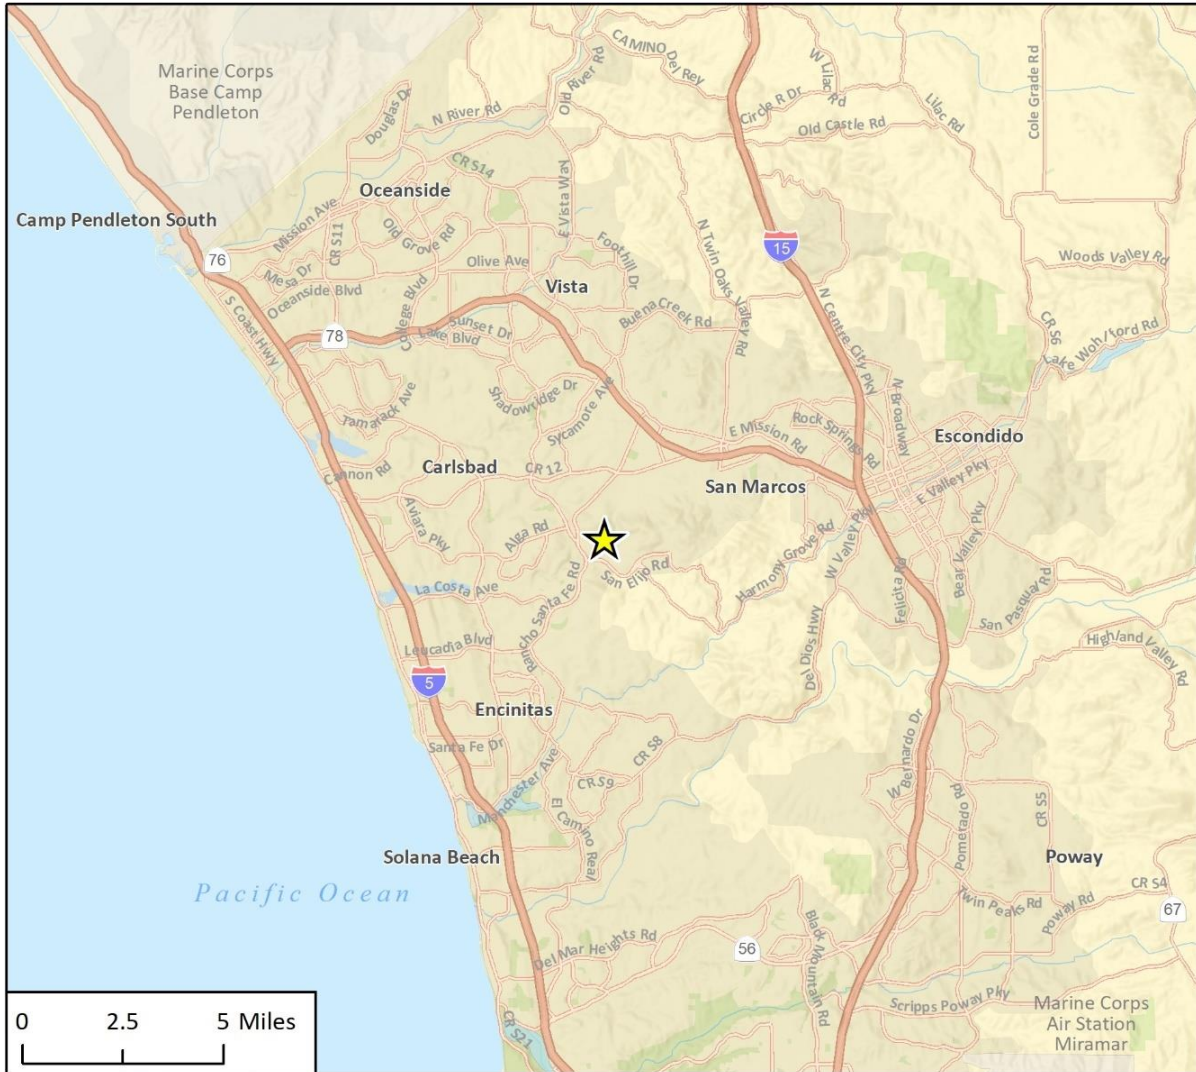 Marine Corps
Base Camp
Pendleton
CAMINO Del Rey
W Lilac Rd
Cole Grade Rd
Old River Rd
Douglas Dr
N River Rd
Circle R Dr
Lilac Rd
Old Castle Rd
CR S14
Oceanside
E Vista Way
Camp Pendleton South
Mission Ave
CR S11
Old Grove Rd
Foothill Dr
N Twin Oaks Valley Rd
15
76
Mesa Dr
Olive Ave
Woods Valley Rd
Oceanside Blvd
College Blvd
Vista
S Coast Hwy
78
Sunset Dr
Lake Blvd
Buena Creek Rd
N Centre City Pky
CR S6
Lake Wohlford Rd
Shadowridge Dr
Sycamore Ave
N Broadway
Tamarack Ave
E Mission Rd
Rock Springs Rd
Escondido
Cannon Rd
Carlsbad
CR 12
San Marcos
E Valley Pky
Aviara Pky
Alga Rd
W Valley Pky
Harmony Grove Rd
Bear Valley Pky
San Elijo Rd
La Costa Ave
Rancho Santa Fe Rd
Felicita Rd
San Pasqual Rd
Leucadia Blvd
Del Dios Hwy
Highland Valley Rd
5
Encinitas
Santa Fe Dr
CR S8
W Bernardo Dr
Manchester Ave
CR S9
El Camino Real
Pomerado Rd
CR S5
Solana Beach
Poway
Pacific Ocean
CR S4
Twin Peaks Rd
Poway Rd
67
Del Mar Heights Rd
56
Black Mountain Rd
Scripps Poway Pky
Marine Corps
Air Station
Miramar
CR S21
0 2.5 5 Miles